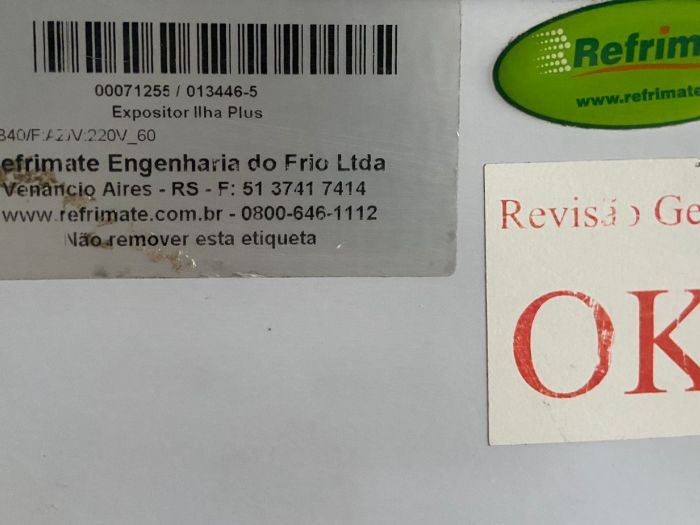 00071255 / 013446-5
Expositor Ilha Plus
340/F:A2/V:220V_60
efrimate Engenharia do Frio Ltda
Venâncio Aires - RS - F: 51 3741 7414
www.refrimate.com.br - 0800-646-1112
Não remover esta etiqueta
Refrim
www.refrimate
Revisão Ge
OK